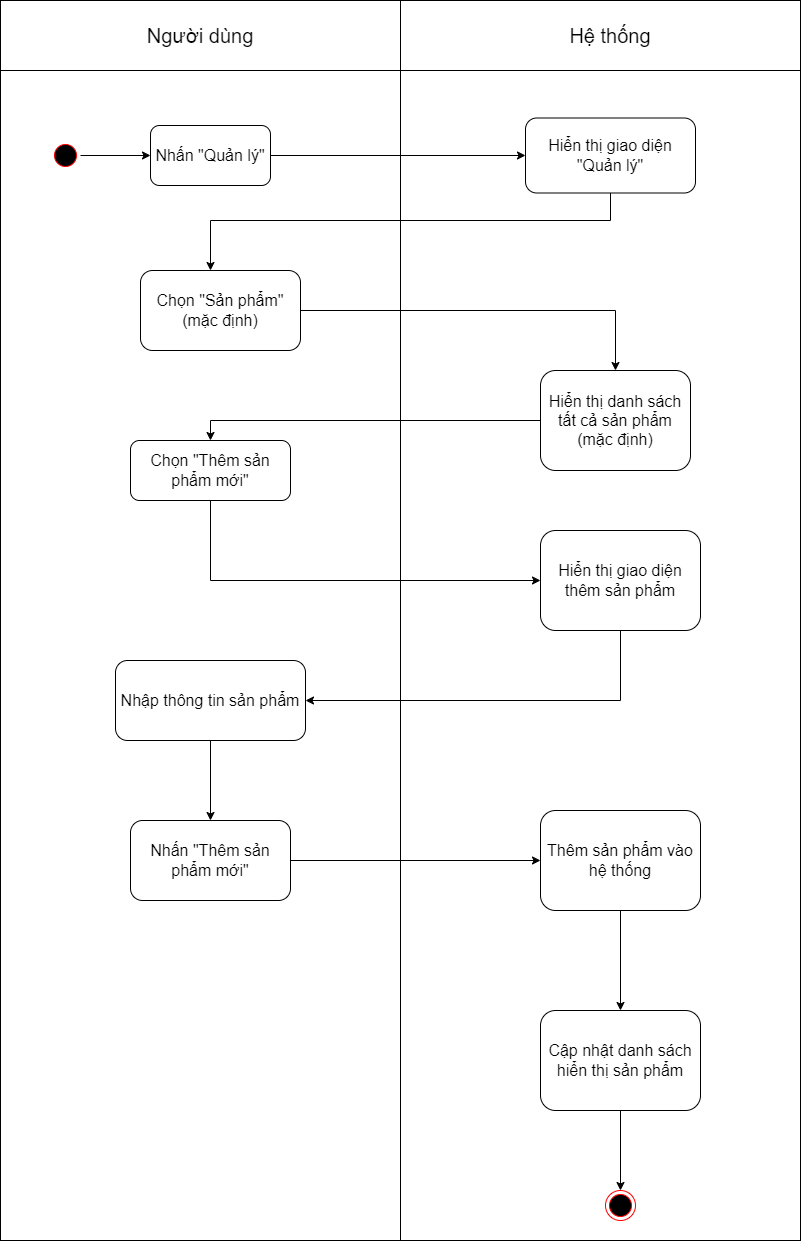 Người dùng
Hệ thống
Nhấn "Quản lý"
Hiển thị giao diện
"Quản lý"
Chọn "Sản phẩm"
(mặc định)
Hiển thị danh sách
tất cả sản phẩm
(mặc định)
Chọn "Thêm sản
phẩm mới"
Hiển thị giao diện
thêm sản phẩm
Nhập thông tin sản phẩm
Nhấn "Thêm sản
phẩm mới"
Thêm sản phẩm vào
hệ thống
Cập nhật danh sách
hiển thị sản phẩm